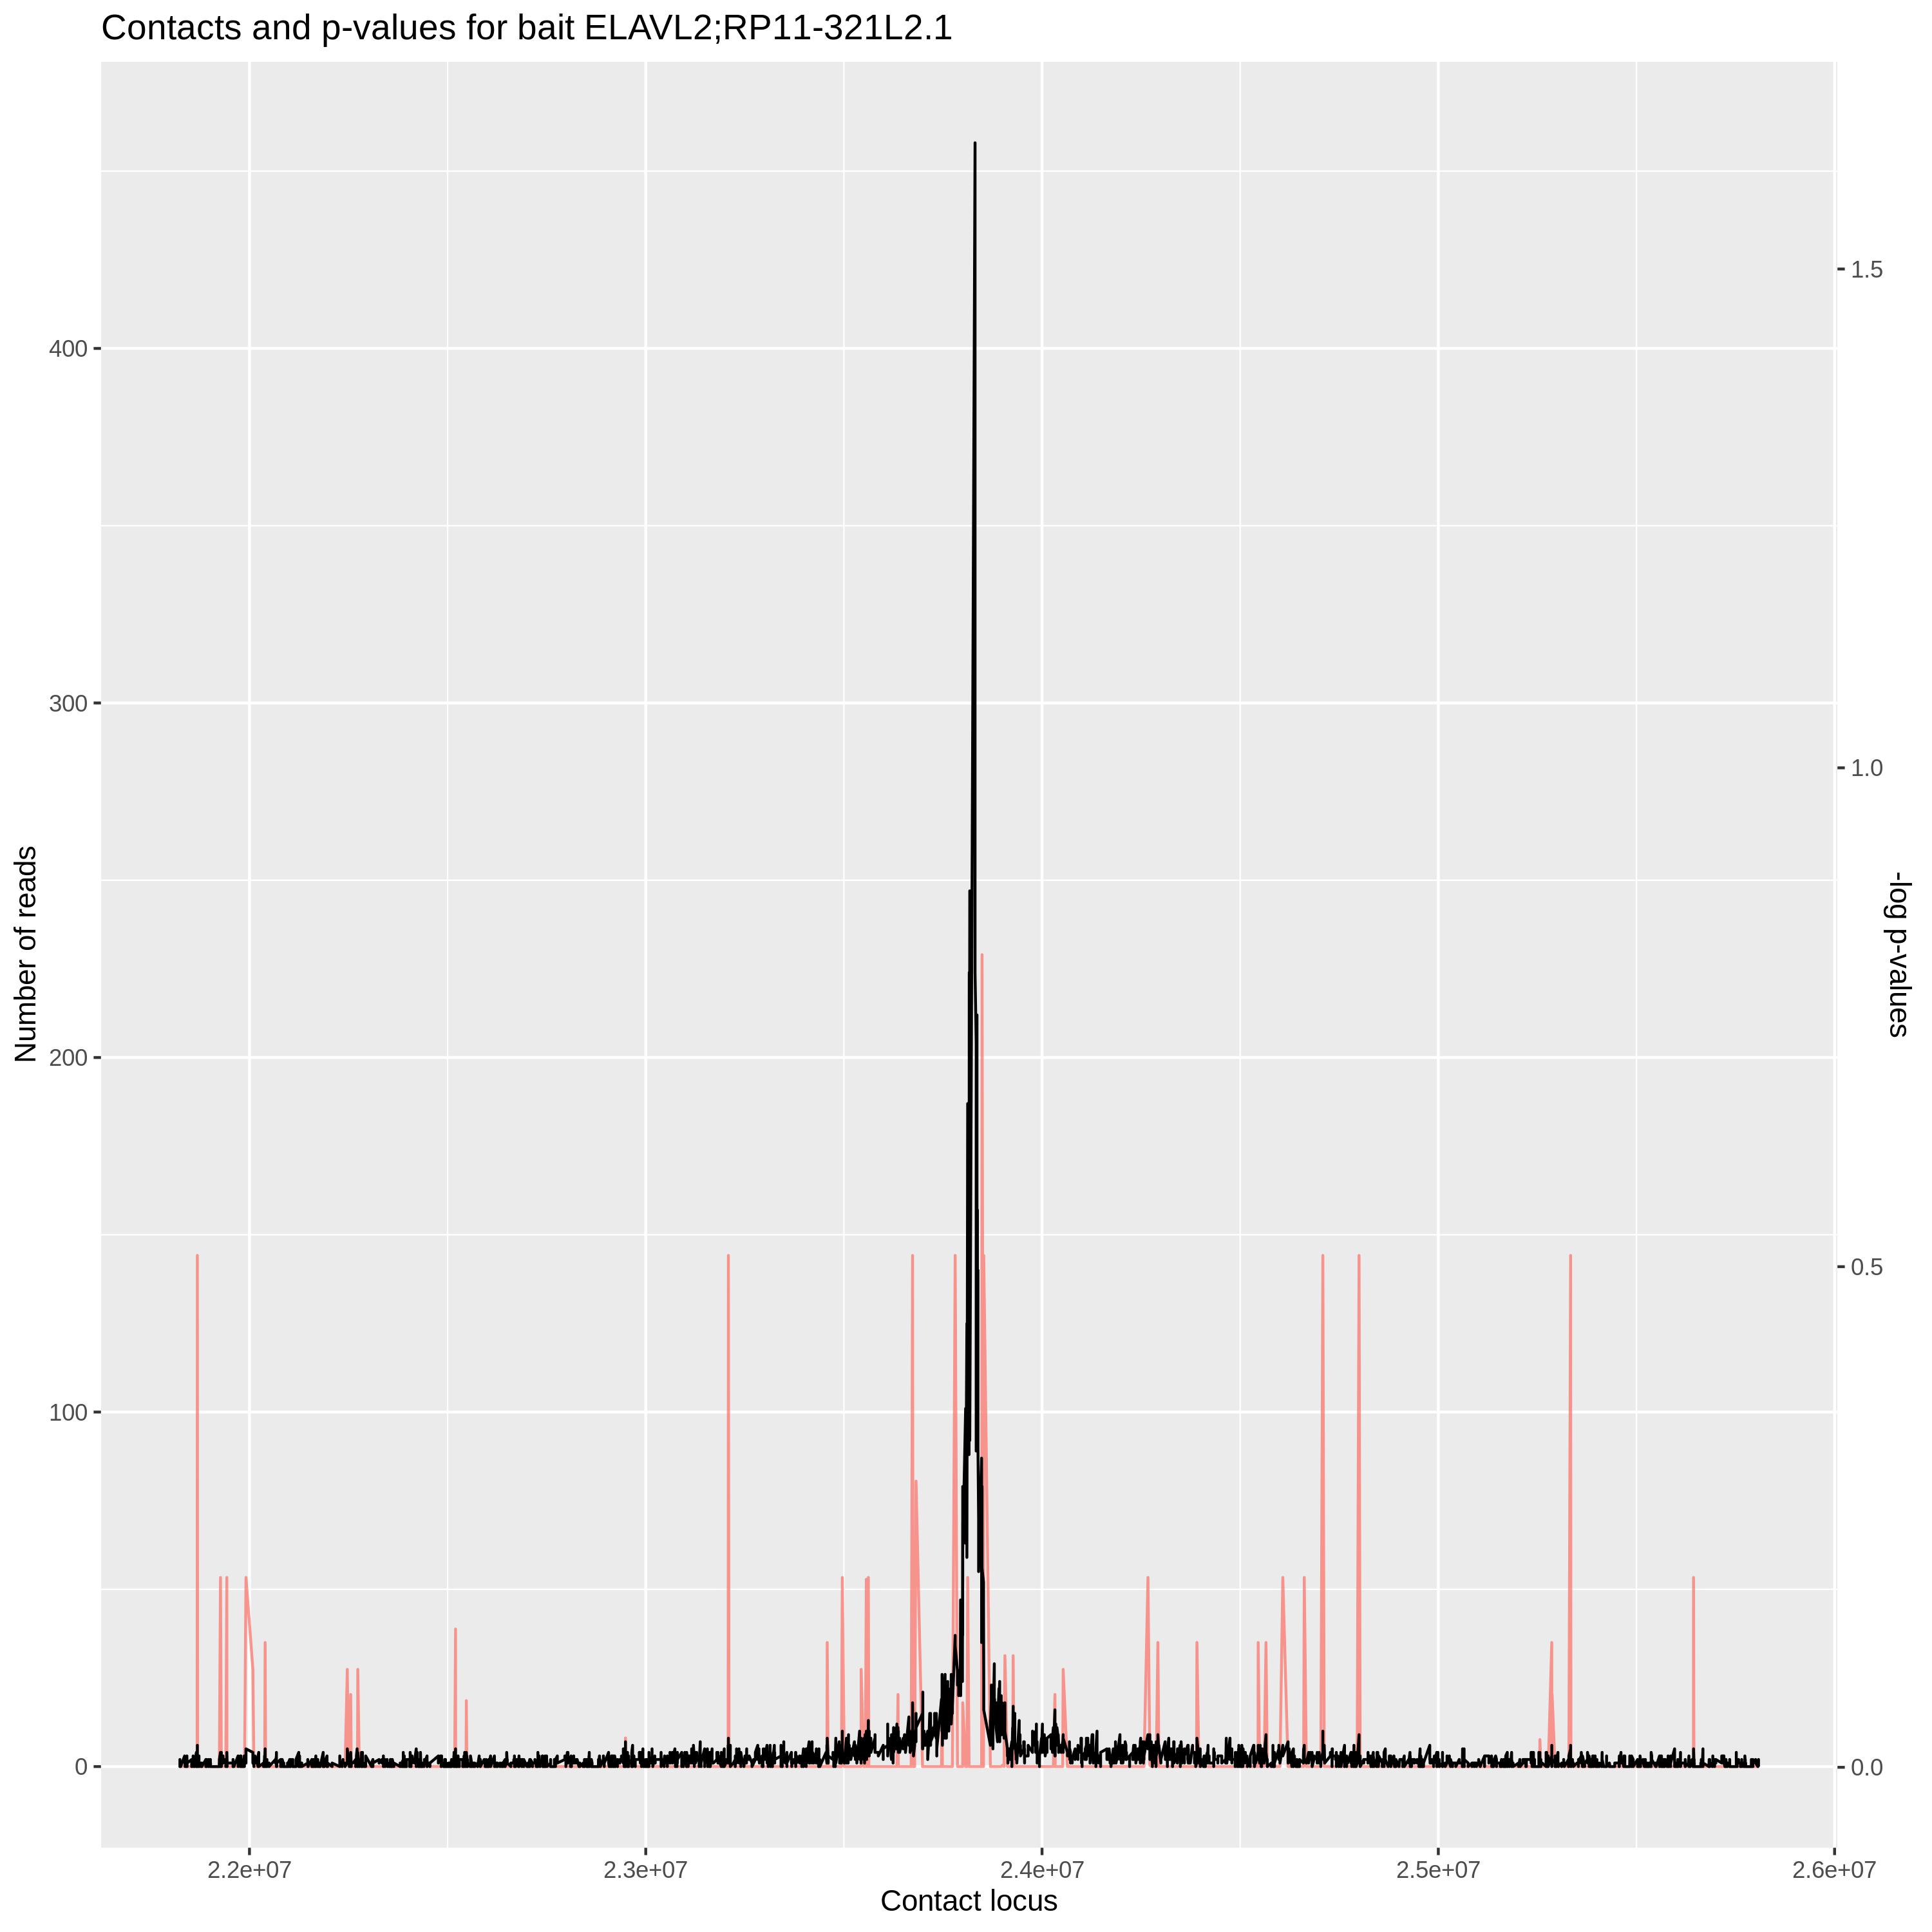 Contacts and p-values for bait ELAVL2;RP11-321L2.1
400
300
200
100
0
Number of reads
1.5
1.0
0.5
0.0
-log p-values
2.2e+07
2.3e+07
2.4e+07
2.5e+07
2.6e+07
Contact locus